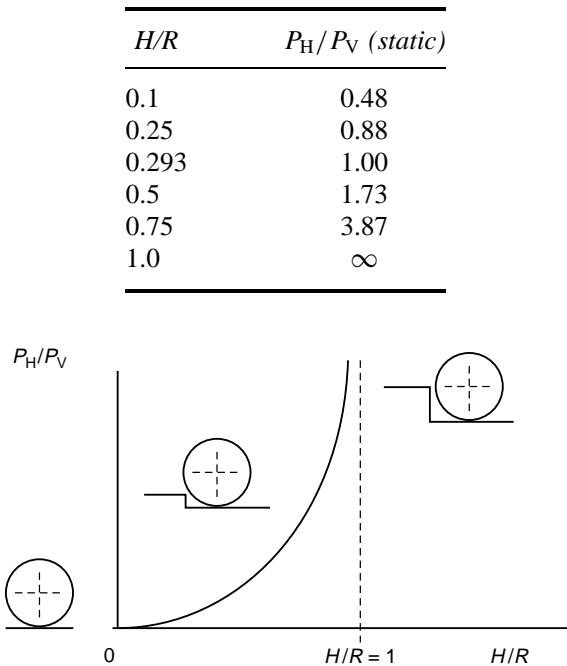 H/R P_H/P_V (static)
0.1 0.48
0.25 0.88
0.293 1.00
0.5 1.73
0.75 3.87
1.0 ∞
P_H/P_V
0 H/R = 1 H/R